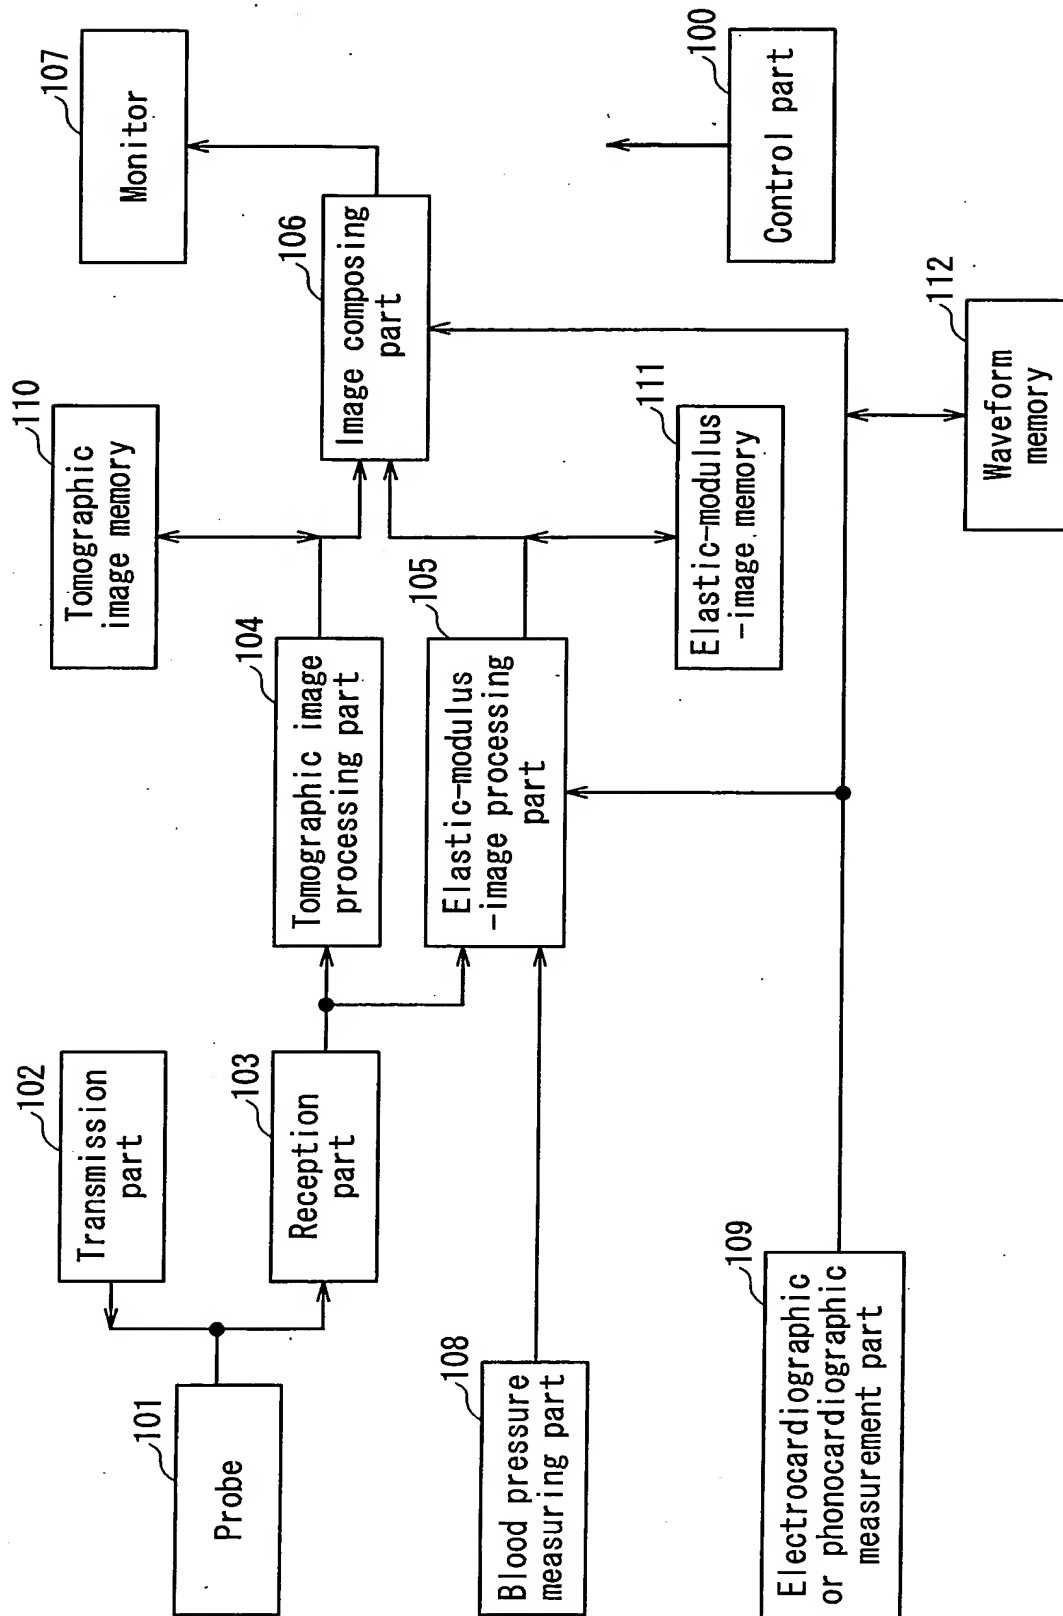 101
Probe
102
Transmission
part
103
Reception
part
108
Blood pressure
measuring part
109
Electrocardiographic
or phonocardiographic
measurement part
104
Tomographic image
processing part
105
Elastic-modulus
-image processing
part
110
Tomographic
image memory
111
Elastic-modulus
-image memory
106
Image composing
part
112
Waveform
memory
107
Monitor
100
Control part